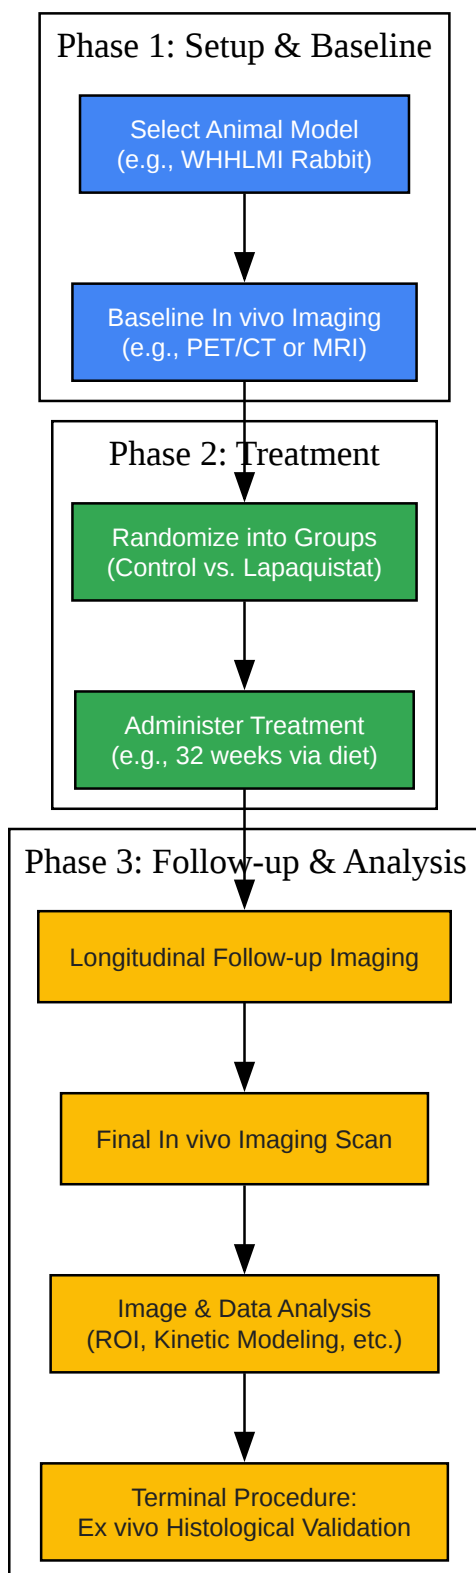 Phase 1: Setup & Baseline
Select Animal Model
(e.g., WHHLMI Rabbit)
Baseline In vivo Imaging
(e.g., PET/CT or MRI)
Phase 2: Treatment
Randomize into Groups
(Control vs. Lapaquistat)
Administer Treatment
(e.g., 32 weeks via diet)
Phase 3: Follow-up & Analysis
Longitudinal Follow-up Imaging
Final In vivo Imaging Scan
Image & Data Analysis
(ROI, Kinetic Modeling, etc.)
Terminal Procedure:
Ex vivo Histological Validation